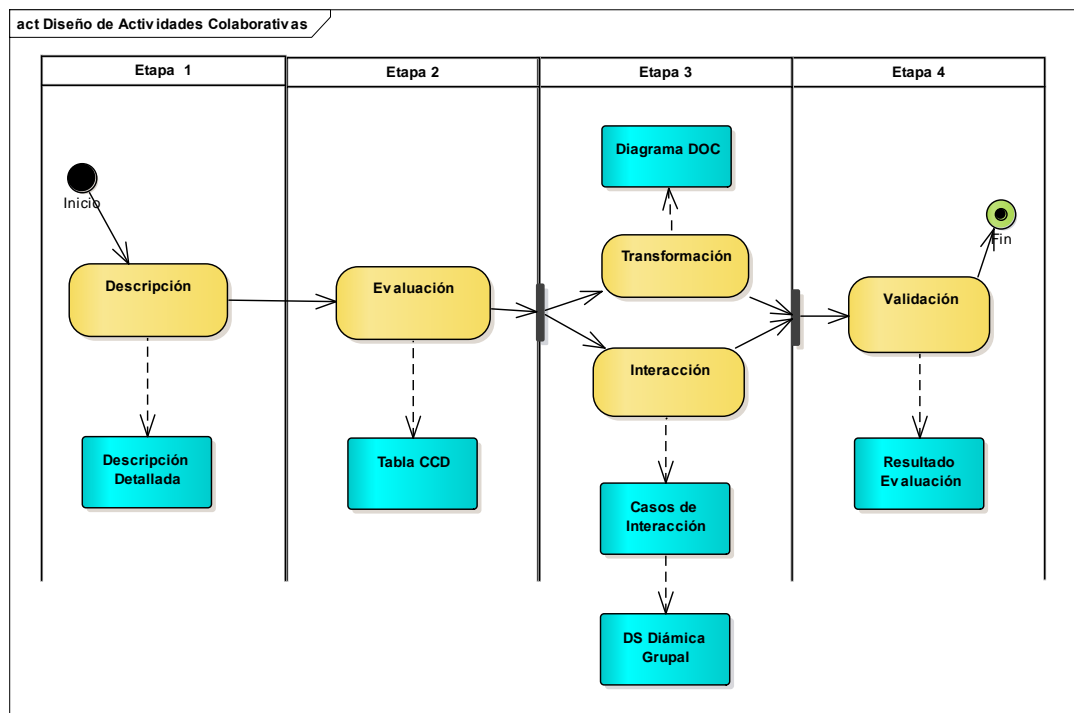 act Diseño de Actividades Colaborativas
Etapa 1
Etapa 2
Etapa 3
Etapa 4
Inicio
Descripción
Descripción
Detallada
Evaluación
Tabla CCD
Diagrama DOC
Transformación
Interacción
Casos de
Interacción
DS Diámica
Grupal
Fin
Validación
Resultado
Evaluación